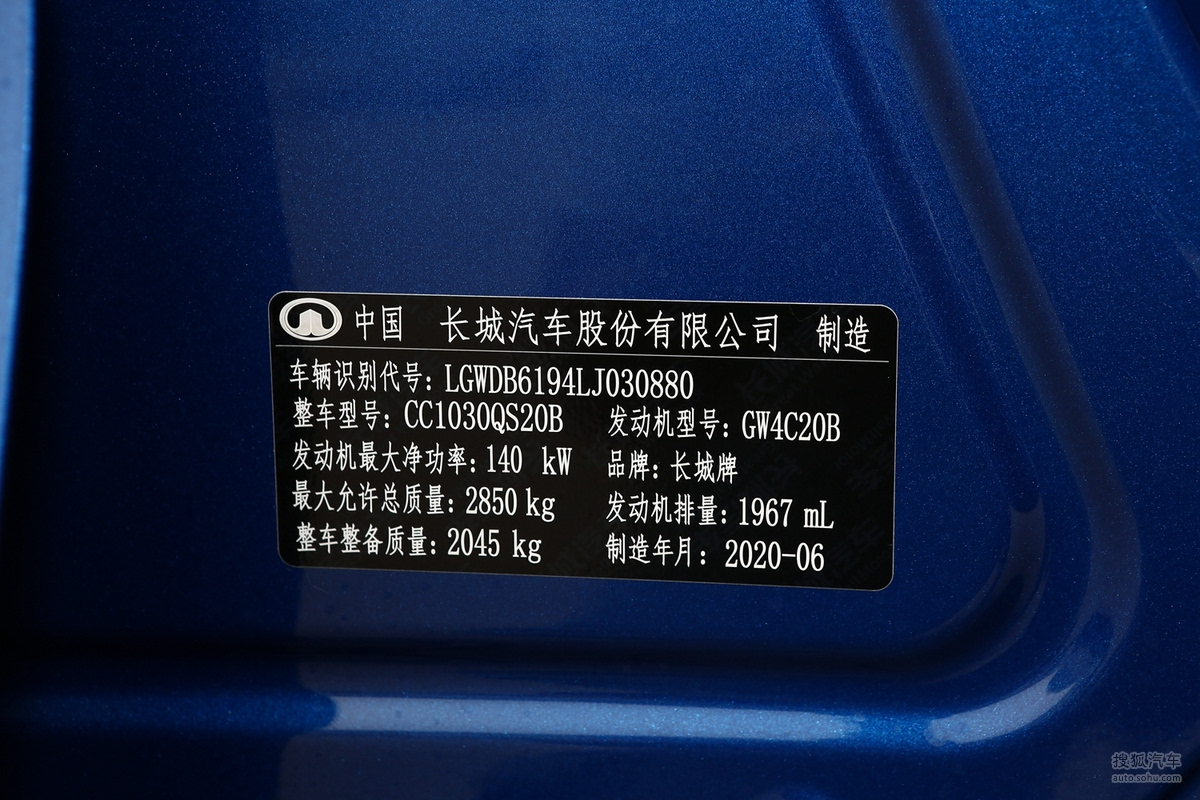 中国 长城汽车股份有限公司 制造
车辆识别代号：LGWDB6194LJ030880
整车型号：CC1030QS20B 发动机型号：GW4C20B
发动机最大净功率：140 kW 品牌：长城牌
最大允许总质量：2850 kg 发动机排量：1967 mL
整车整备质量：2045 kg 制造年月：2020-06
搜狐汽车
auto.sohu.com